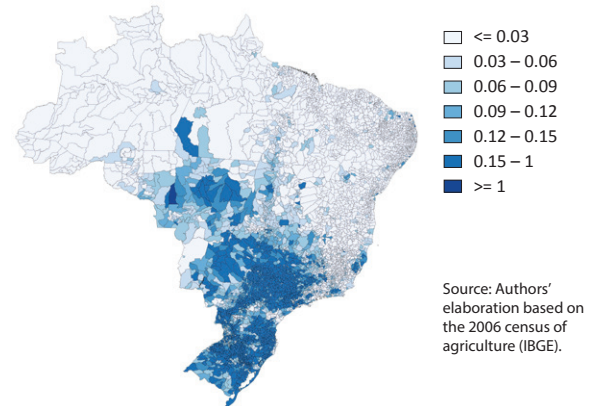 <= 0.03
0.03 – 0.06
0.06 – 0.09
0.09 – 0.12
0.12 – 0.15
0.15 – 1
>= 1
Source: Authors’
elaboration based on
the 2006 census of
agriculture (IBGE).